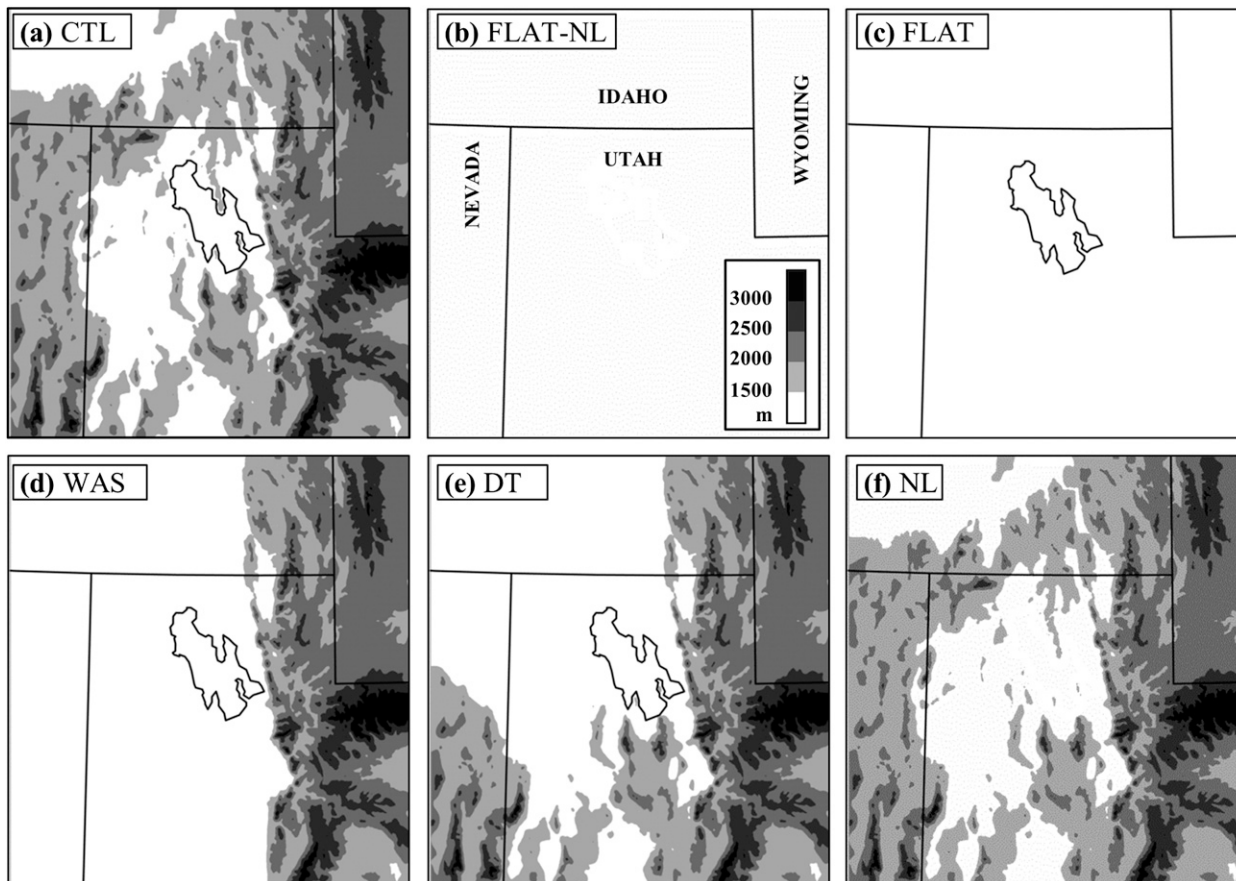 (a) CTL
(b) FLAT-NL
(c) FLAT
IDAHO
NEVADA
UTAH
WYOMING
3000
2500
2000
1500
m
(d) WAS
(e) DT
(f) NL